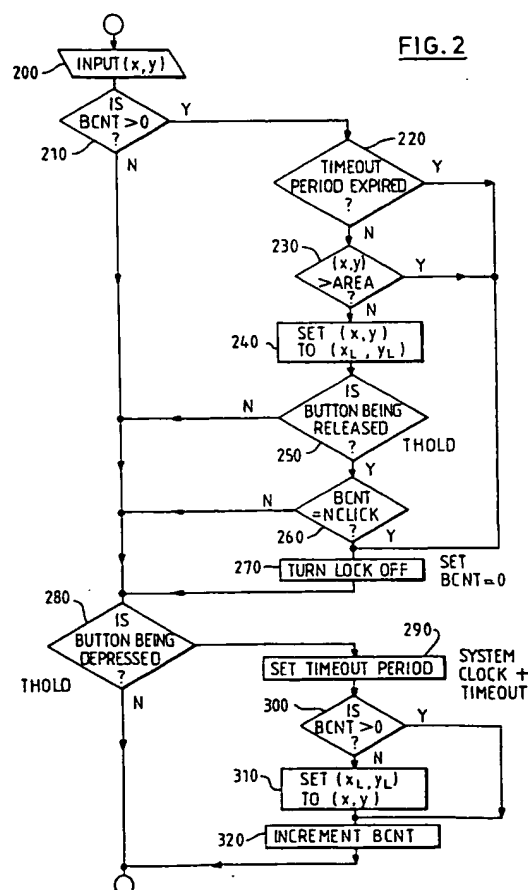 FIG. 2
200
INPUT(x,y)
IS
BCNT >0
?
210
Y
N
220
TIMEOUT
PERIOD EXPIRED
?
Y
N
230
(x,y)
>AREA
?
Y
N
240
SET (x,y)
TO (xL, yL)
IS
BUTTON BEING
RELEASED
?
250
N
THOLD
Y
BCNT
=NCLICK
?
260
N
Y
270
TURN LOCK OFF
SET
BCNT=0
280
IS
BUTTON BEING
DEPRESSED
?
THOLD
N
290
SET TIMEOUT PERIOD
SYSTEM
CLOCK +
TIMEOUT
300
IS
BCNT>0
?
Y
N
310
SET (xL,yL)
TO (x,y)
320
INCREMENT BCNT